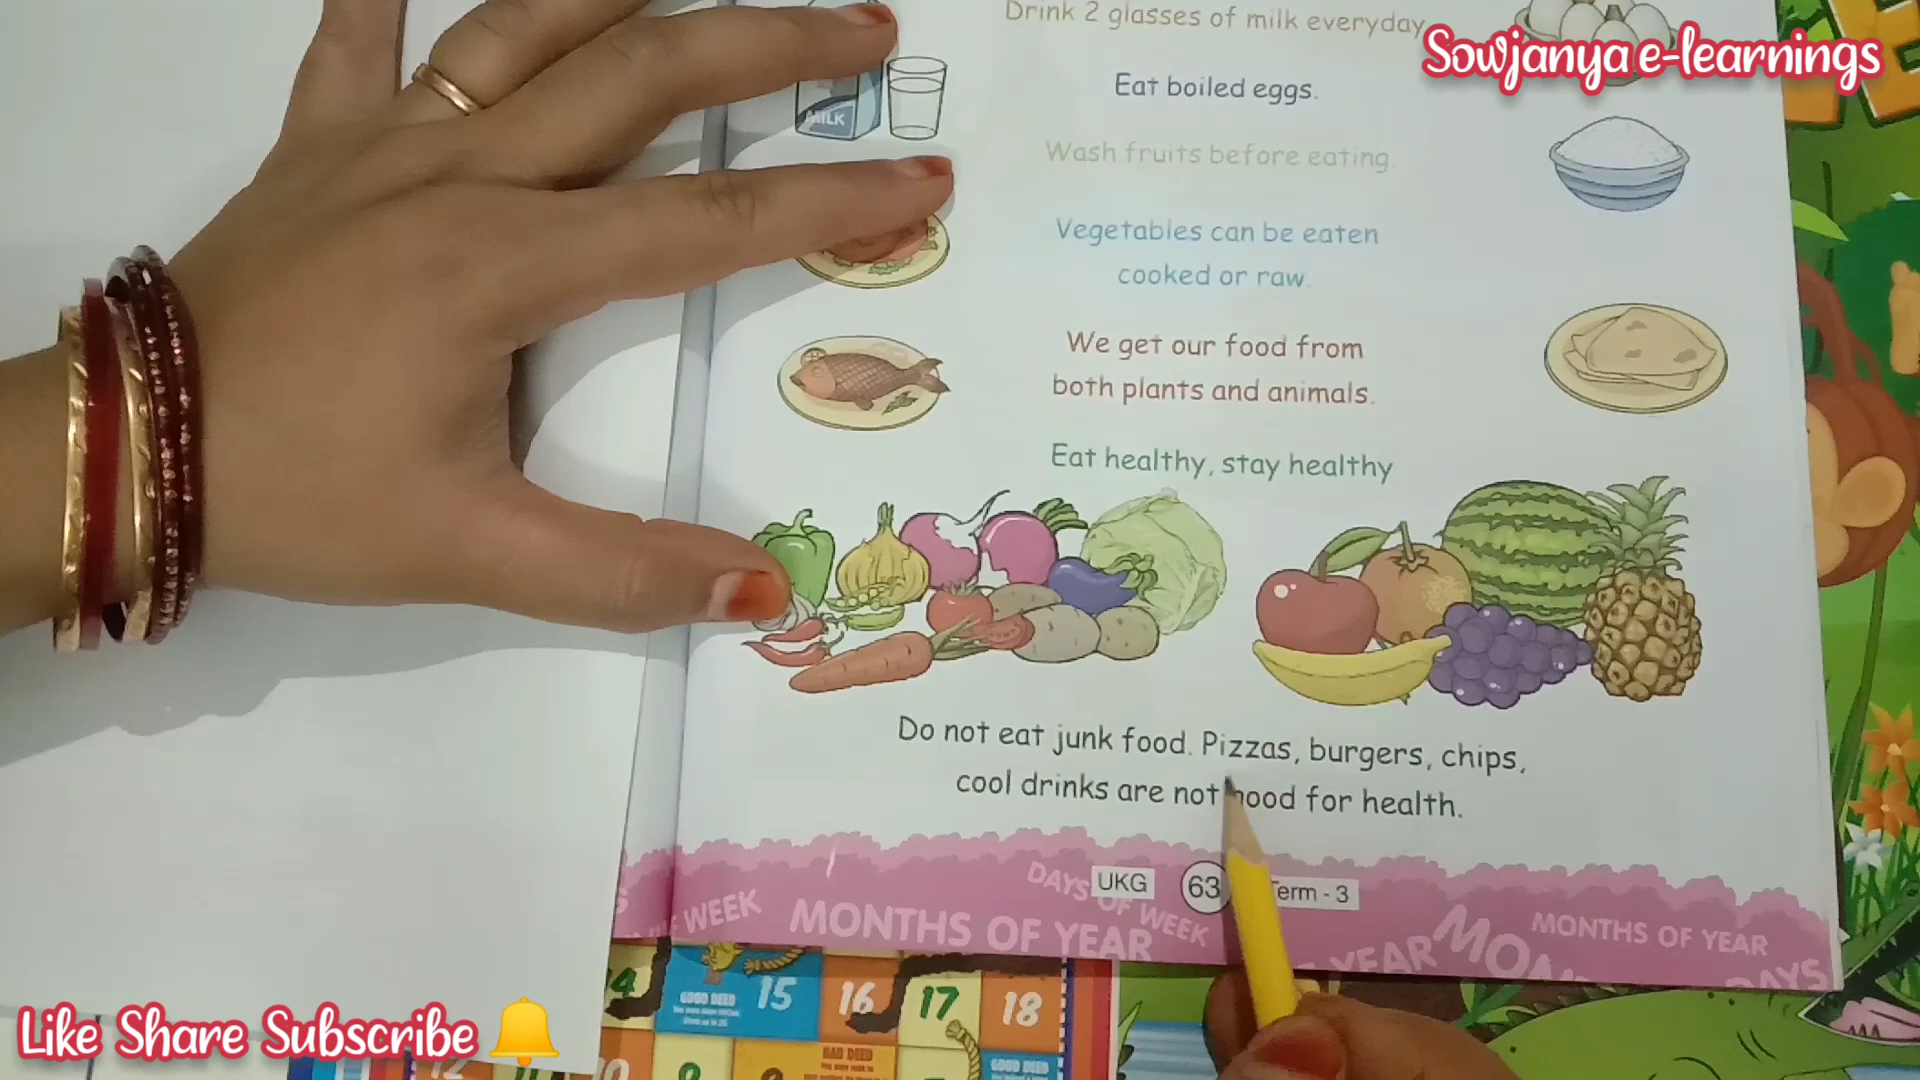 Drink 2 glasses of milk everyday
Sowjanya e-learnings
Eat boiled eggs.
MILK
Wash fruits before eating.
Vegetables can be eaten
cooked or raw.
We get our food from
both plants and animals.
Eat healthy, stay healthy
Do not eat junk food. Pizzas, burgers, chips,
cool drinks are not good for health.
UKG 63 Term - 3
DAYS OF WEEK
WEEK
MONTHS OF YEAR
YEAR
MONTHS OF YEAR
DAYS
GOOD DEED
15
16
17
18
Like Share Subscribe
BAD DEED
GOOD DEED
12